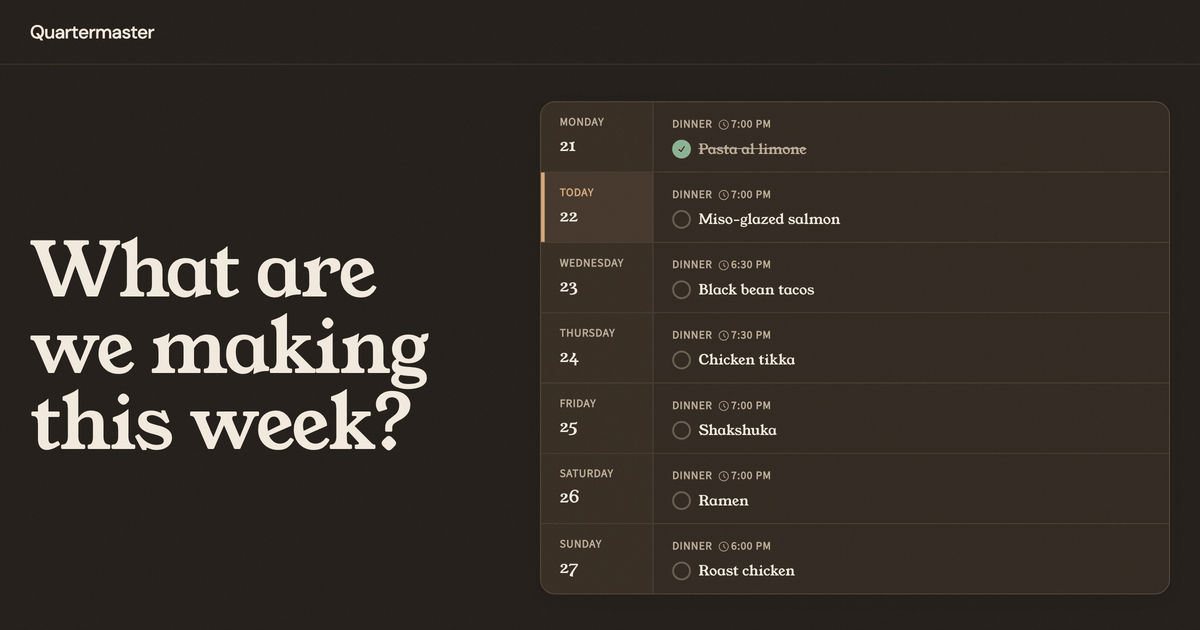 Quartermaster
What are
we making
this week?
MONDAY
21
DINNER 7:00 PM
Pasta al limone
TODAY
22
DINNER 7:00 PM
Miso-glazed salmon
WEDNESDAY
23
DINNER 6:30 PM
Black bean tacos
THURSDAY
24
DINNER 7:30 PM
Chicken tikka
FRIDAY
25
DINNER 7:00 PM
Shakshuka
SATURDAY
26
DINNER 7:00 PM
Ramen
SUNDAY
27
DINNER 6:00 PM
Roast chicken